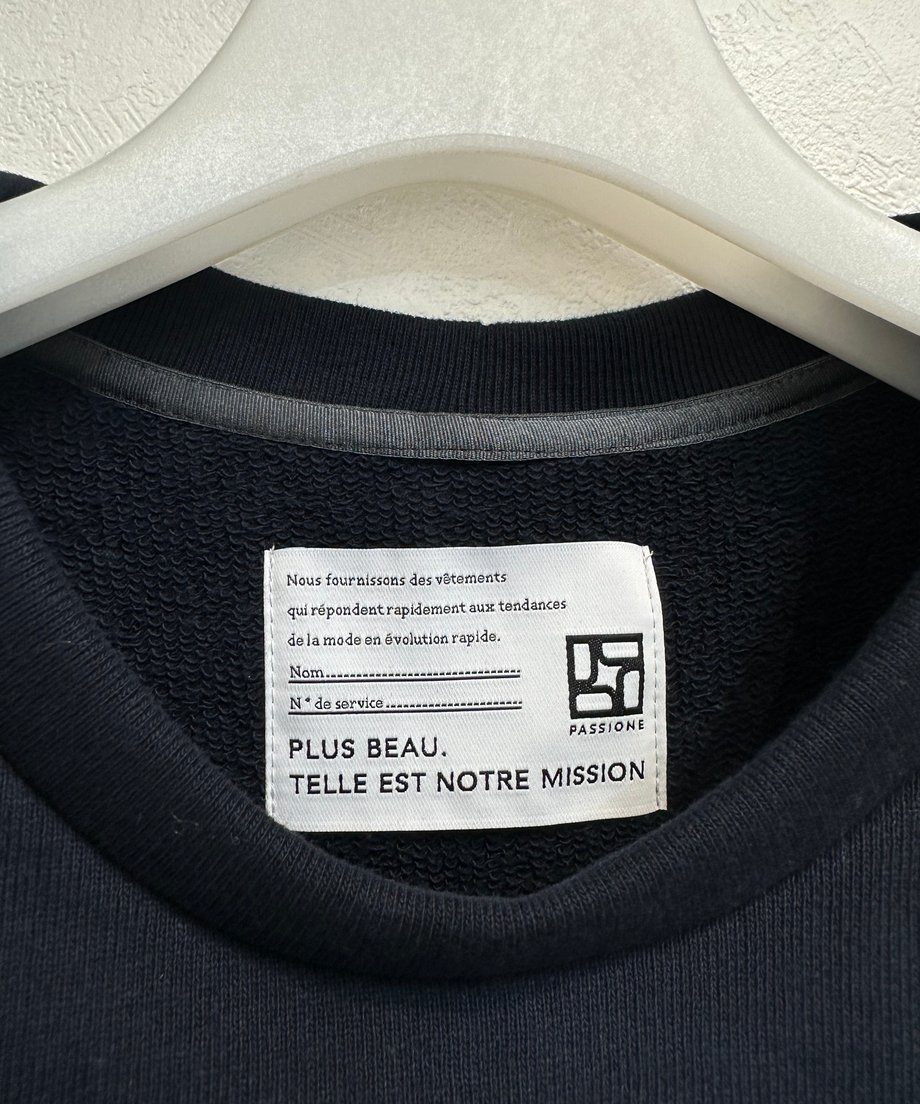 Nous fournissons des vêtements
qui répondent rapidement aux tendances
de la mode en évolution rapide.
Nom
N° de service
PASSIONE
PLUS BEAU.
TELLE EST NOTRE MISSION